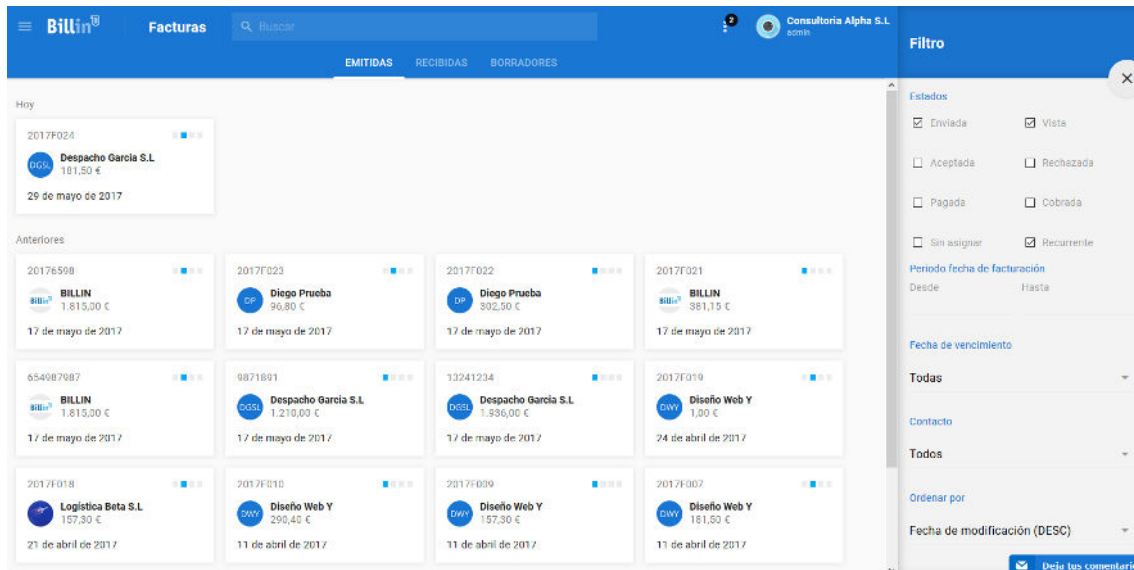 Billin
Facturas
Buscar
2
Consultoria Alpha S.L
admin
EMITIDAS RECIBIDAS BORRADORES
Hoy
2017F024
DGSL
Despacho Garcia S.L
181,50 €
29 de mayo de 2017
Anteriores
20176598
Billin
BILLIN
1.815,00 €
17 de mayo de 2017
2017F023
DP
Diego Prueba
96,80 €
17 de mayo de 2017
2017F022
DP
Diego Prueba
302,50 €
17 de mayo de 2017
2017F021
Billin
BILLIN
381,15 €
17 de mayo de 2017
654987987
Billin
BILLIN
1.815,00 €
17 de mayo de 2017
9871891
DGSL
Despacho Garcia S.L
1.210,00 €
17 de mayo de 2017
13241234
DGSL
Despacho Garcia S.L
1.936,00 €
17 de mayo de 2017
2017F019
DWY
Diseño Web Y
1,00 €
24 de abril de 2017
2017F018
Logística Beta S.L
157,30 €
21 de abril de 2017
2017F010
DWY
Diseño Web Y
290,40 €
11 de abril de 2017
2017F009
DWY
Diseño Web Y
157,30 €
11 de abril de 2017
2017F007
DWY
Diseño Web Y
181,50 €
11 de abril de 2017
Filtro
Estados
Enviada Vista
Aceptada Rechazada
Pagada Cobrada
Sin asignar Recurrente
Periodo fecha de facturación
Desde Hasta
Fecha de vencimiento
Todas
Contacto
Todos
Ordenar por
Fecha de modificación (DESC)
Deja tus comentario